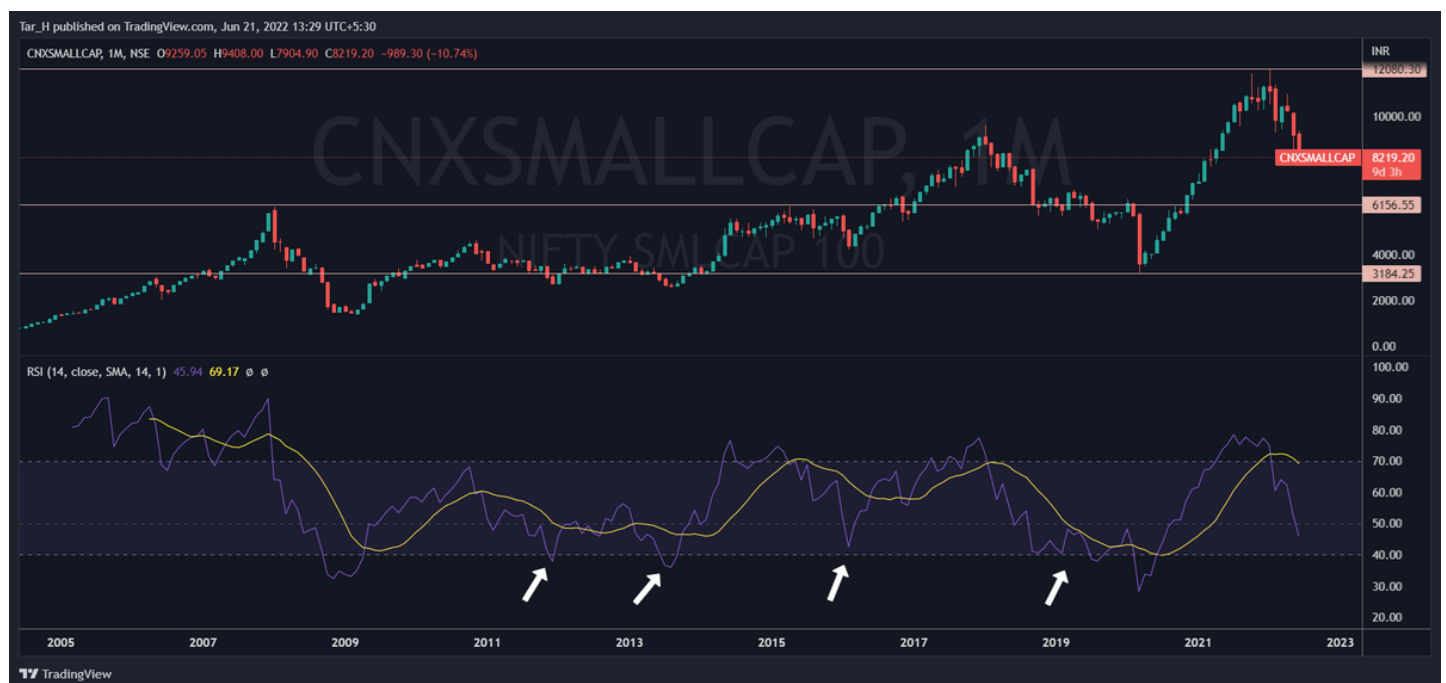 Tar_H published on TradingView.com, Jun 21, 2022 13:29 UTC+5:30
CNXSMALLCAP, 1M, NSE O9259.05 H9408.00 L7904.90 C8219.20 −989.30 (−10.74%)
INR
12080.30
10000.00
CNXSMALLCAP, 1M
CNXSMALLCAP 8219.20
9d 3h
6156.55
NIFTY SMLCAP 100
4000.00
3184.25
2000.00
0.00
RSI (14, close, SMA, 14, 1) 45.94 69.17 ø ø
100.00
90.00
80.00
70.00
60.00
50.00
40.00
30.00
20.00
2005 2007 2009 2011 2013 2015 2017 2019 2021 2023
TradingView